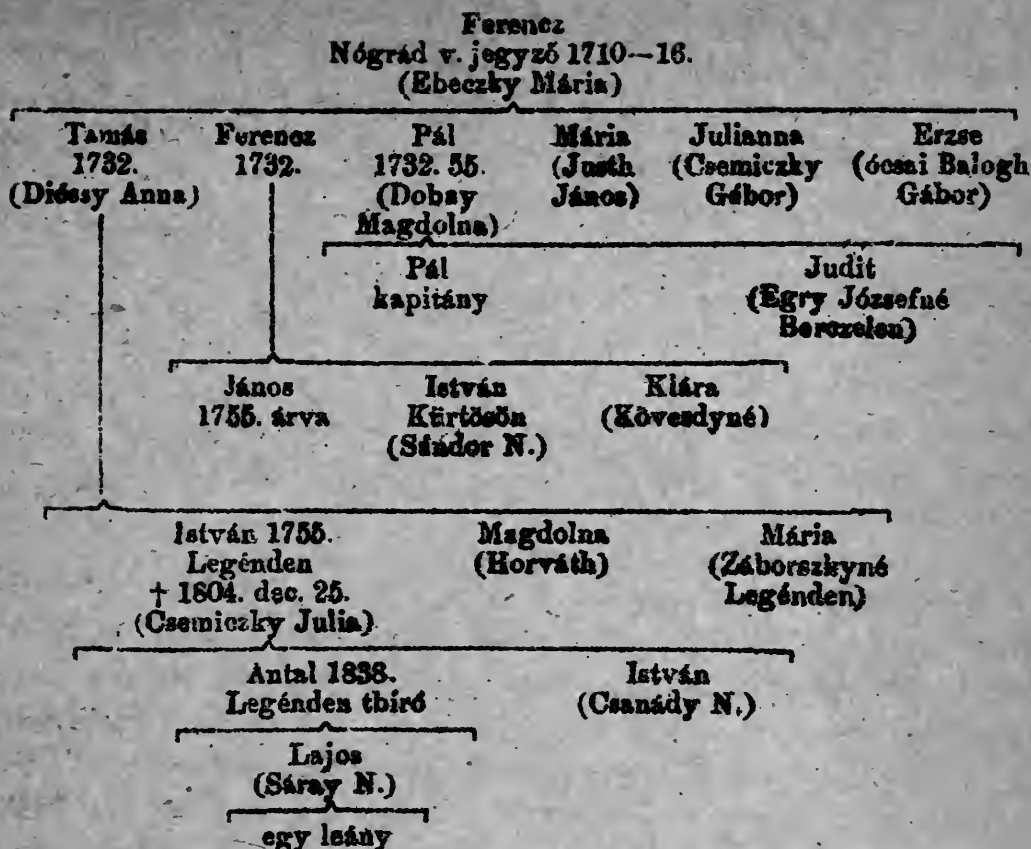 Ferencz
Nógrád v. jegyző 1710—16.
(Ebeczky Mária)
Tamás Ferencz Pál Mária Julianna Erzse
1732. 1732. 1732. 55. (Justh (Csemiczky (ócsai Balogh
(Dióssy Anna) (Dobay János) Gábor) Gábor)
Magdolna)
Pál Judit
kapitány (Egry Józsefné
Berczelen)
János István Klára
1755. árva Kürtösön (Kövesdyné)
(Sándor N.)
István 1755. Magdolna Mária
Legénden (Horváth) (Záborszkyné
† 1804. dec. 25. Legénden)
(Csemiczky Julia)
Antal 1838. István
Legénden tbíró (Csanády N.)
Lajos
(Sáray N.)
egy leány